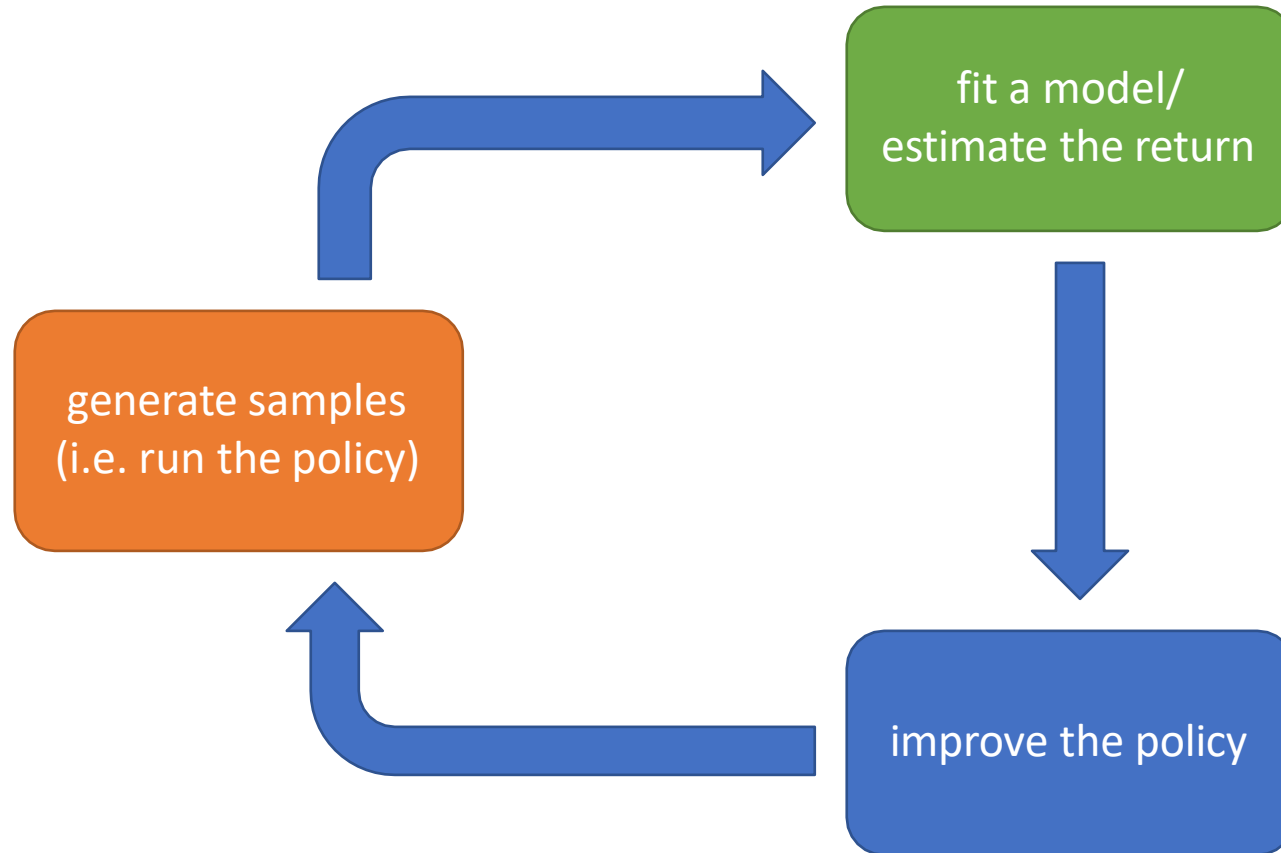 fit a model/
estimate the return
generate samples
(i.e. run the policy)
improve the policy